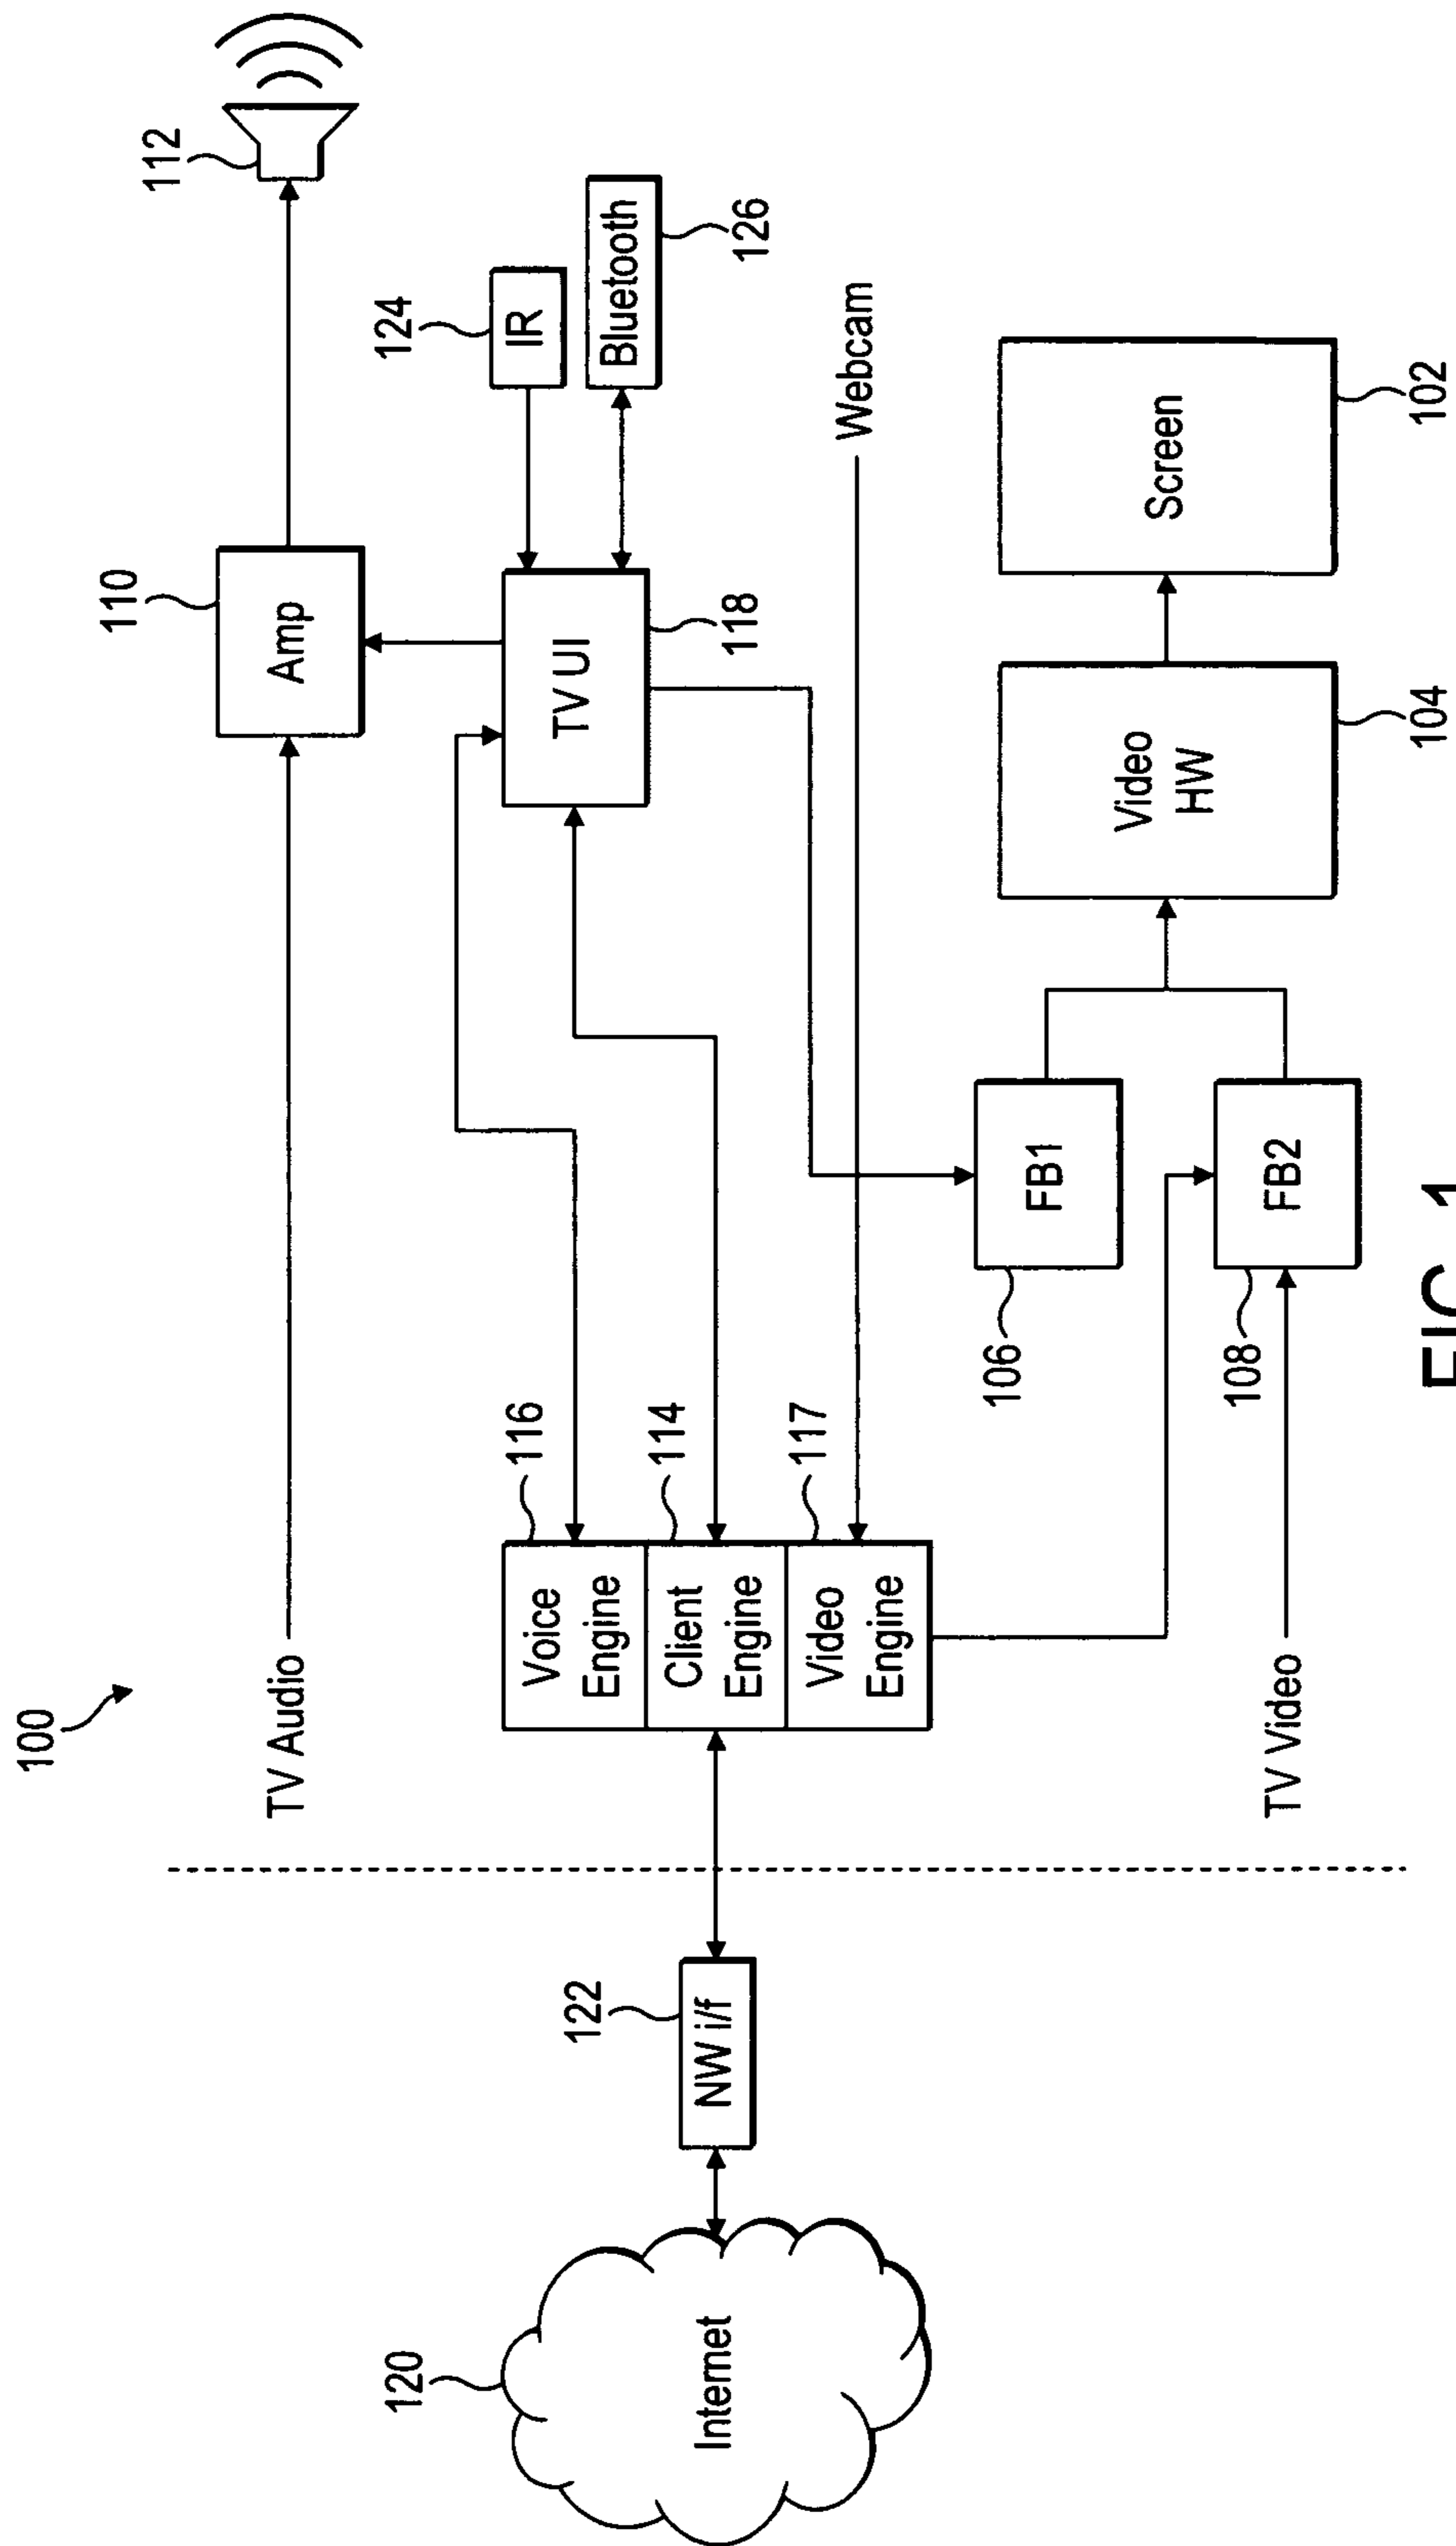 100
TV Audio
110
Amp
112
124
IR
Bluetooth
126
TV UI
118
116
Voice
Engine
114
Client
Engine
117
Video
Engine
Webcam
120
Internet
122
NW i/f
106
FB1
108
FB2
TV Video
Video
HW
104
Screen
102
FIG. 1